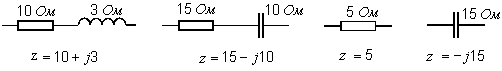 10 Ом 3 Ом 15 Ом 10 Ом 5 Ом 15 Ом
z = 10 + j3 z = 15 − j10 z = 5 z = −j15